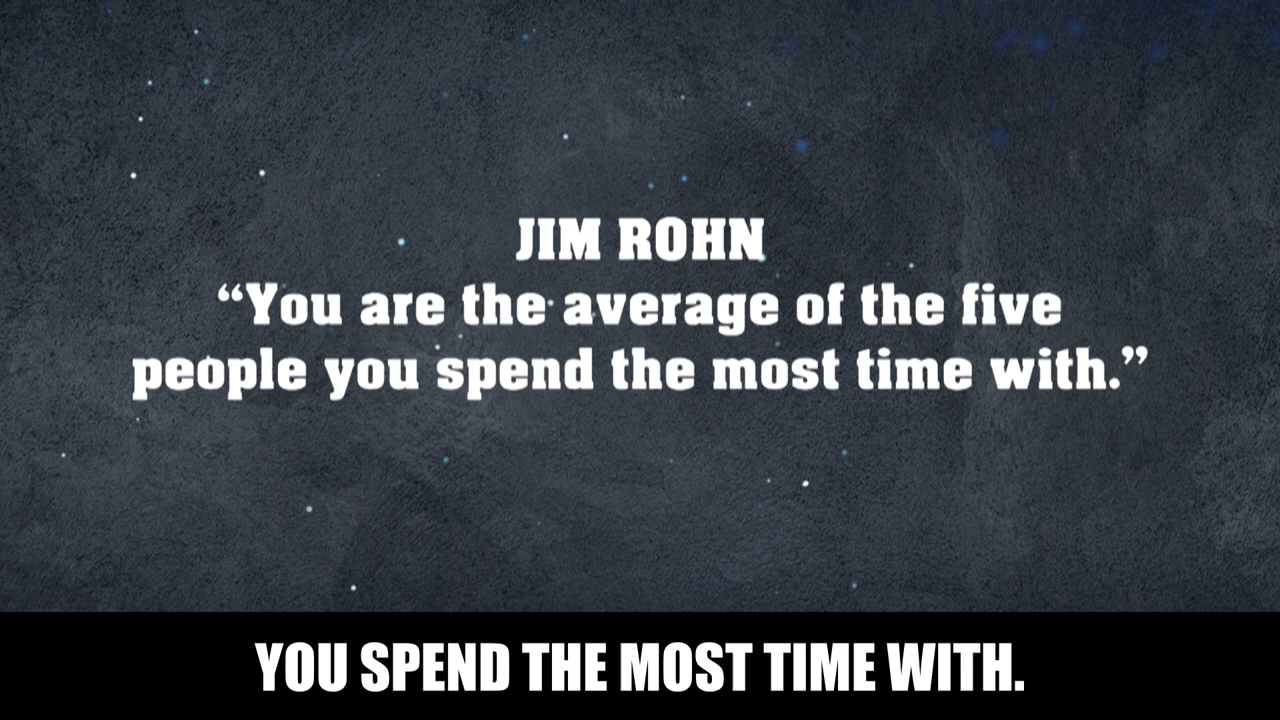 JIM ROHN
“You are the average of the five
people you spend the most time with.”
YOU SPEND THE MOST TIME WITH.